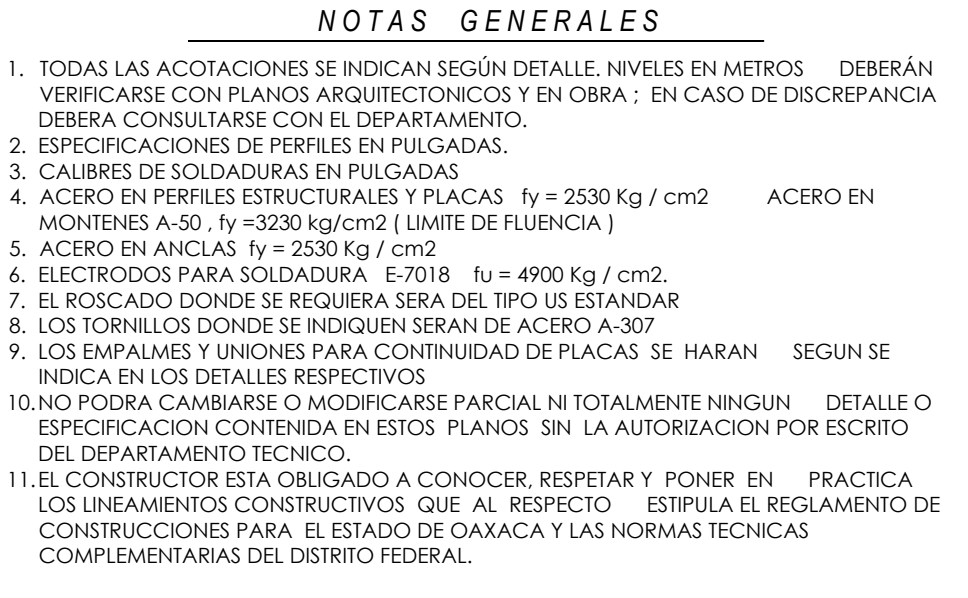 NOTAS GENERALES
1. TODAS LAS ACOTACIONES SE INDICAN SEGÚN DETALLE. NIVELES EN METROS DEBERÁN
VERIFICARSE CON PLANOS ARQUITECTONICOS Y EN OBRA ; EN CASO DE DISCREPANCIA
DEBERA CONSULTARSE CON EL DEPARTAMENTO.
2. ESPECIFICACIONES DE PERFILES EN PULGADAS.
3. CALIBRES DE SOLDADURAS EN PULGADAS
4. ACERO EN PERFILES ESTRUCTURALES Y PLACAS fy = 2530 Kg / cm2 ACERO EN
MONTENES A-50 , fy =3230 kg/cm2 ( LIMITE DE FLUENCIA )
5. ACERO EN ANCLAS fy = 2530 Kg / cm2
6. ELECTRODOS PARA SOLDADURA E-7018 fu = 4900 Kg / cm2.
7. EL ROSCADO DONDE SE REQUIERA SERA DEL TIPO US ESTANDAR
8. LOS TORNILLOS DONDE SE INDIQUEN SERAN DE ACERO A-307
9. LOS EMPALMES Y UNIONES PARA CONTINUIDAD DE PLACAS SE HARAN SEGUN SE
INDICA EN LOS DETALLES RESPECTIVOS
10. NO PODRA CAMBIARSE O MODIFICARSE PARCIAL NI TOTALMENTE NINGUN DETALLE O
ESPECIFICACION CONTENIDA EN ESTOS PLANOS SIN LA AUTORIZACION POR ESCRITO
DEL DEPARTAMENTO TECNICO.
11. EL CONSTRUCTOR ESTA OBLIGADO A CONOCER, RESPETAR Y PONER EN PRACTICA
LOS LINEAMIENTOS CONSTRUCTIVOS QUE AL RESPECTO ESTIPULA EL REGLAMENTO DE
CONSTRUCCIONES PARA EL ESTADO DE OAXACA Y LAS NORMAS TECNICAS
COMPLEMENTARIAS DEL DISTRITO FEDERAL.